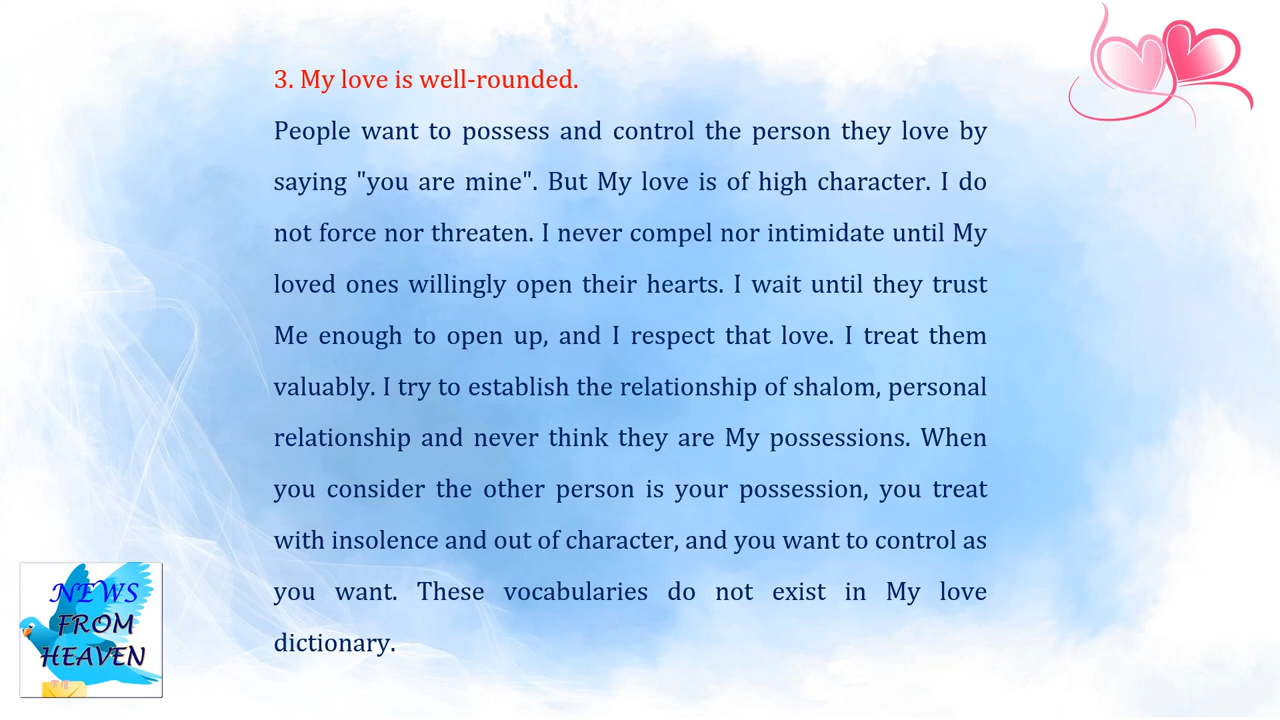 3. My love is well-rounded.
People want to possess and control the person they love by
saying "you are mine". But My love is of high character. I do
not force nor threaten. I never compel nor intimidate until My
loved ones willingly open their hearts. I wait until they trust
Me enough to open up, and I respect that love. I treat them
valuably. I try to establish the relationship of shalom, personal
relationship and never think they are My possessions. When
you consider the other person is your possession, you treat
with insolence and out of character, and you want to control as
you want. These vocabularies do not exist in My love
dictionary.
NEWS
FROM
HEAVEN